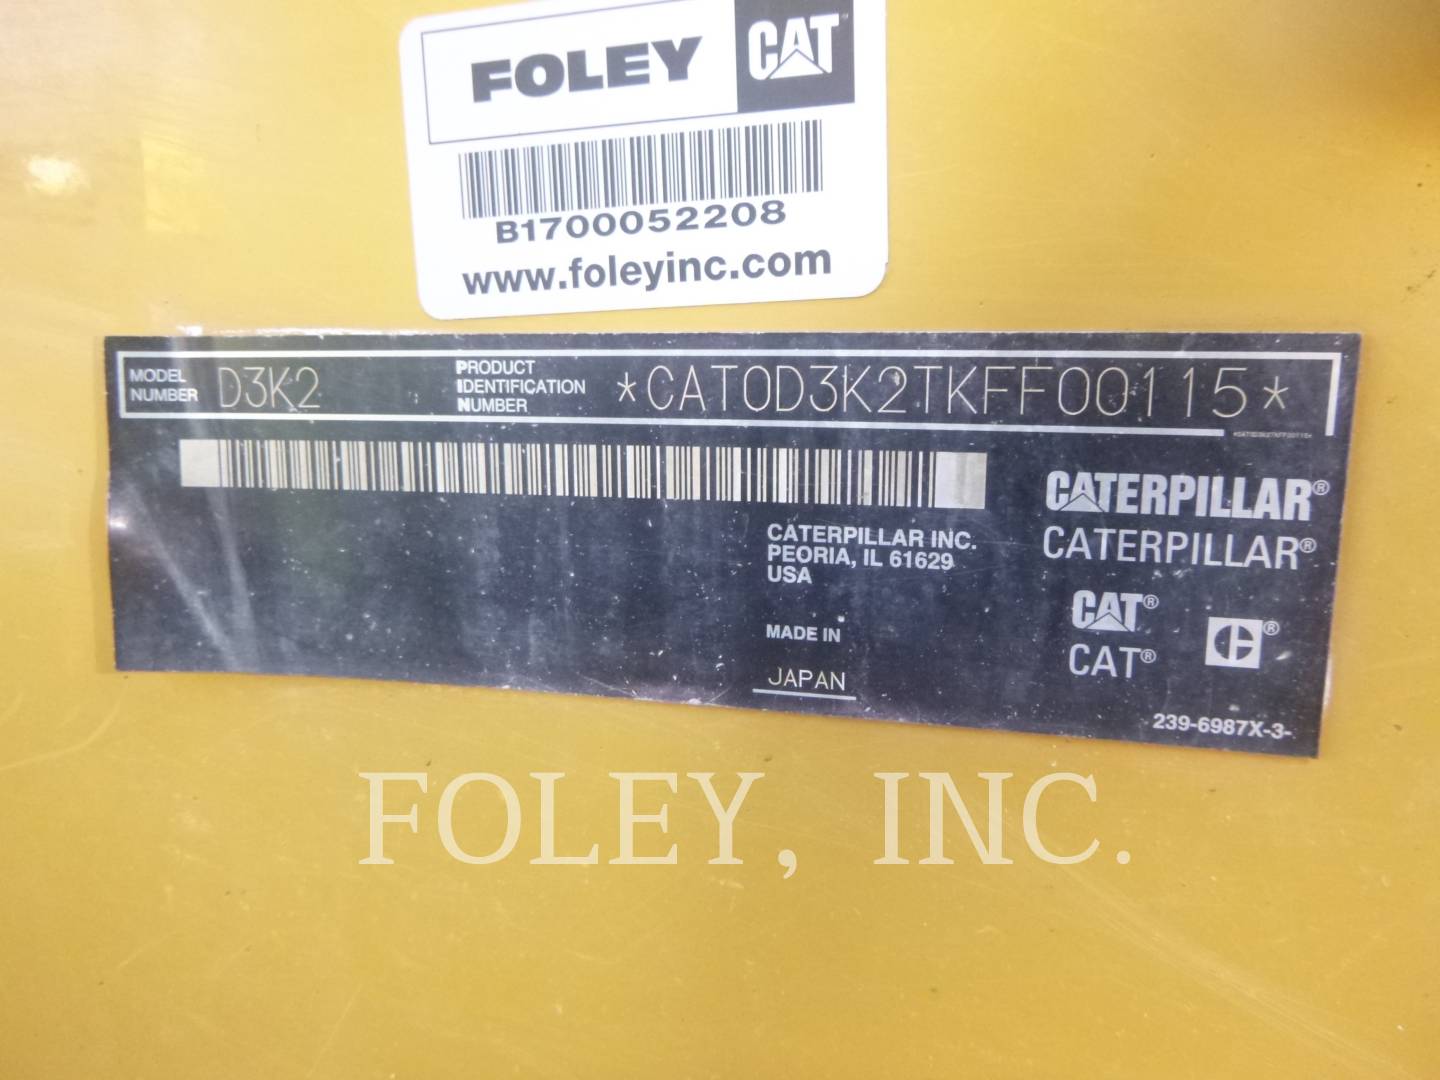 FOLEY CAT
B1700052208
www.foleyinc.com
MODEL NUMBER D3K2 PRODUCT IDENTIFICATION NUMBER *CAT0D3K2TKFF00115*
*CAT0D3K2TKFF00115*
CATERPILLAR®
CATERPILLAR®
CATERPILLAR INC.
PEORIA, IL 61629
USA
CAT®
CAT®
C®
MADE IN
JAPAN
239-6987X-3-
FOLEY, INC.